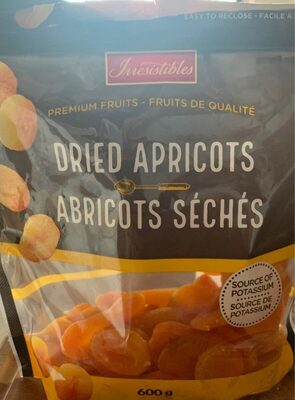 EASY TO RECLOSE - FACILE À
Irresistibles
PREMIUM FRUITS - FRUITS DE QUALITÉ
DRIED APRICOTS
ABRICOTS SÉCHÉS
SOURCE OF
POTASSIUM
SOURCE DE
POTASSIUM
600 g